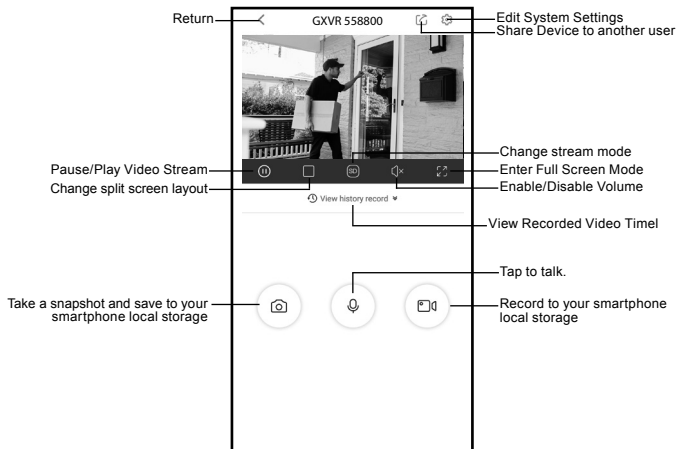 Return
GXVR 558800
Edit System Settings
Share Device to another user
Change stream mode
Pause/Play Video Stream
SD
Enter Full Screen Mode
Change split screen layout
Enable/Disable Volume
View history record
View Recorded Video Timel
Tap to talk.
Take a snapshot and save to your
smartphone local storage
Record to your smartphone
local storage